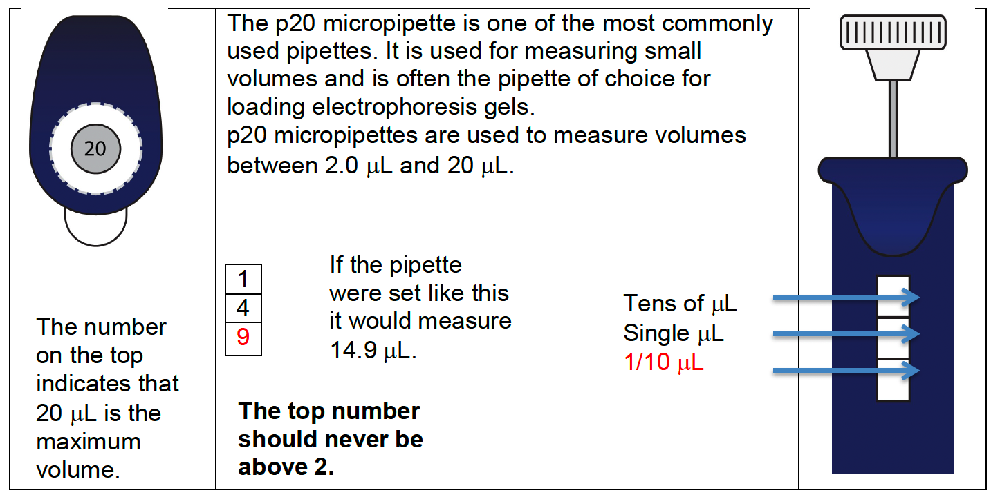 20
The number
on the top
indicates that
20 μL is the
maximum
volume.
The p20 micropipette is one of the most commonly
used pipettes. It is used for measuring small
volumes and is often the pipette of choice for
loading electrophoresis gels.
p20 micropipettes are used to measure volumes
between 2.0 μL and 20 μL.
1
4
9
If the pipette
were set like this
it would measure
14.9 μL.
The top number
should never be
above 2.
Tens of μL
Single μL
1/10 μL